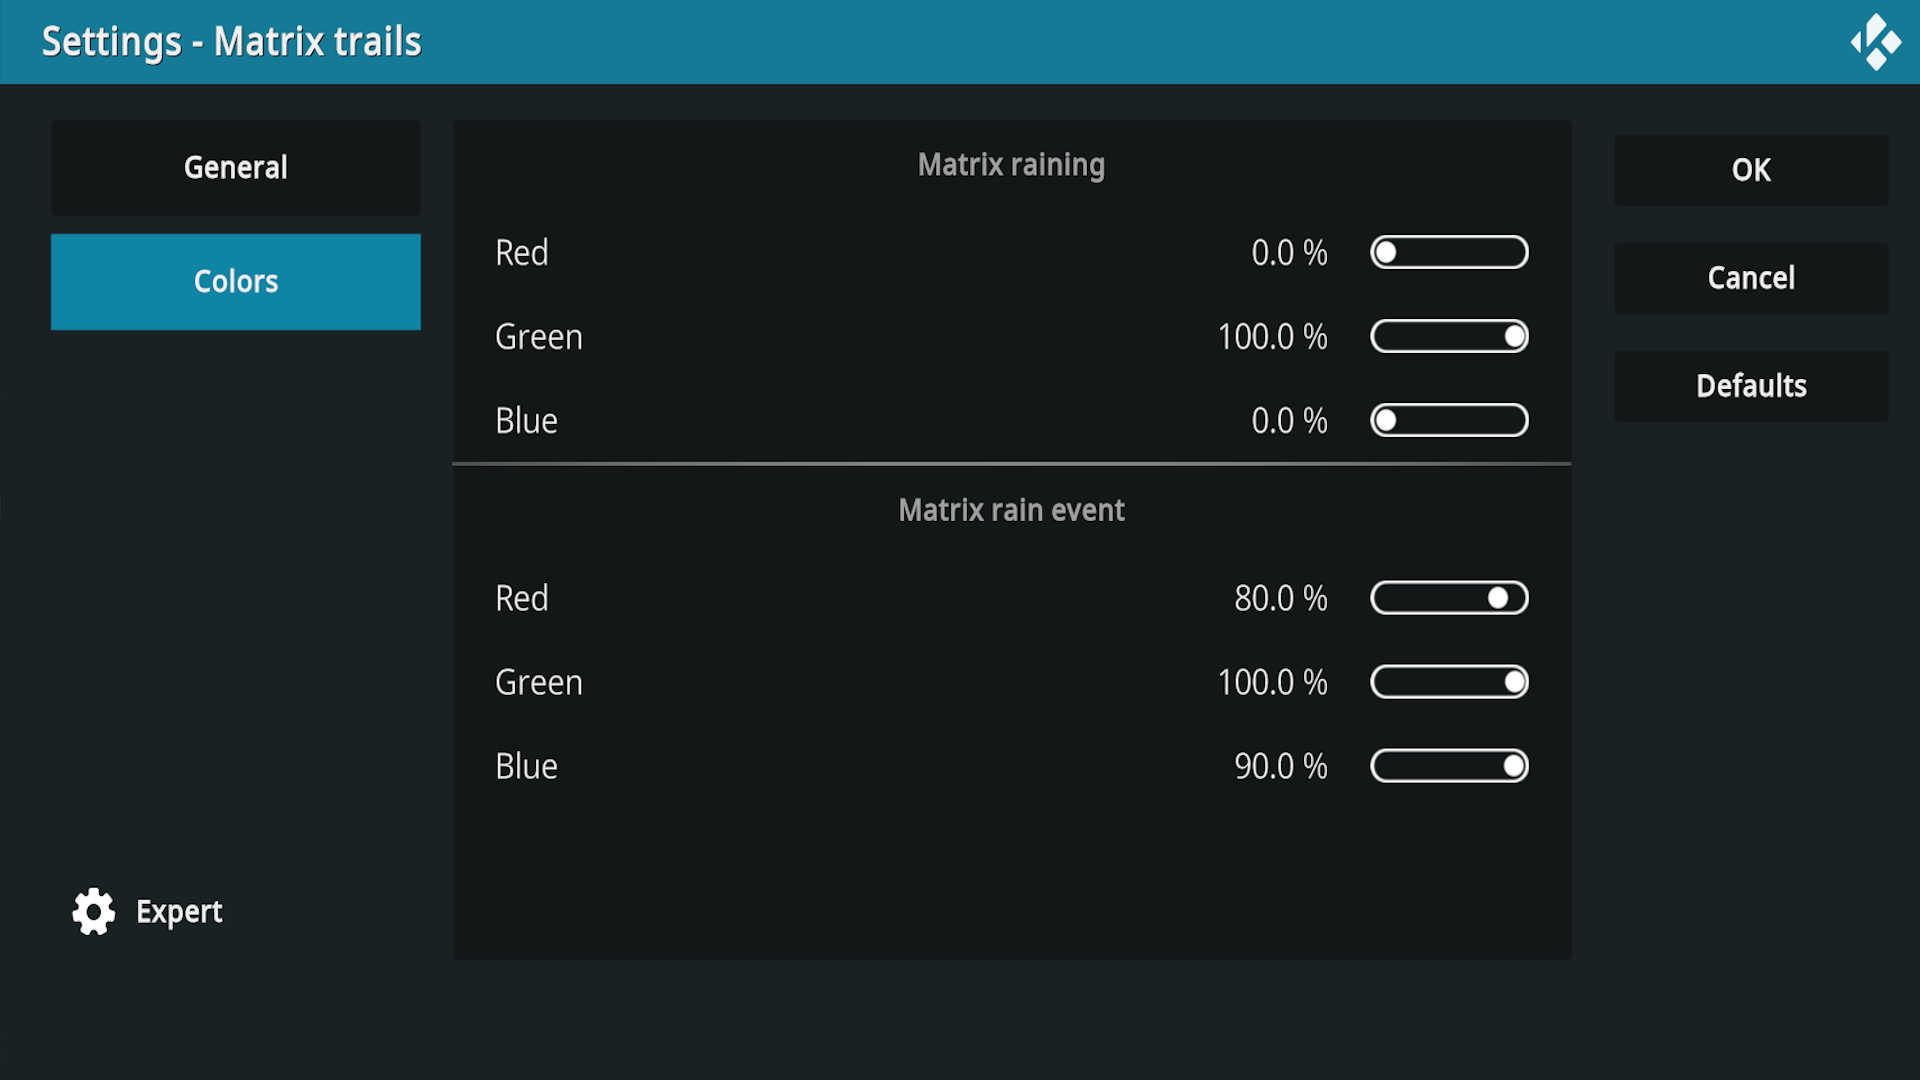 Settings - Matrix trails
General
Colors
Expert
Matrix raining
Red 0.0 %
Green 100.0 %
Blue 0.0 %
Matrix rain event
Red 80.0 %
Green 100.0 %
Blue 90.0 %
OK
Cancel
Defaults